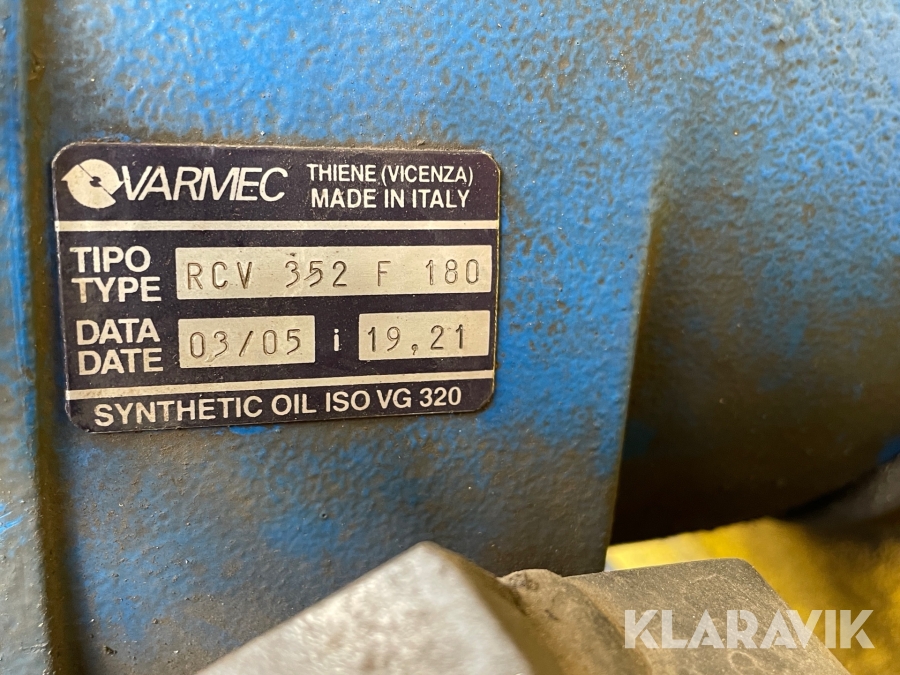 VARMEC
THIENE (VICENZA)
MADE IN ITALY
TIPO
TYPE
RCV 352 F 180
DATA
DATE
03/05 i 19,21
SYNTHETIC OIL ISO VG 320
KLARAVIK